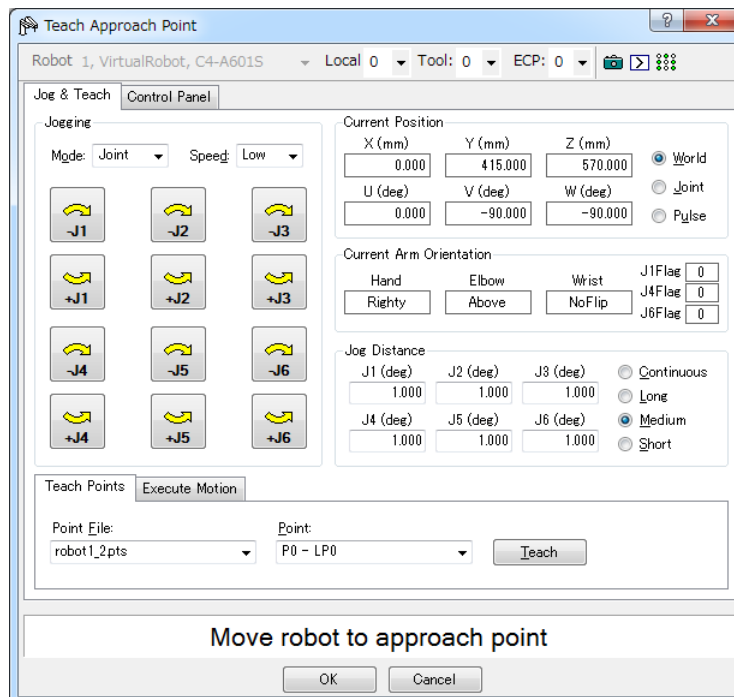 Teach Approach Point
Robot 1, VirtualRobot, C4-A601S Local 0 Tool: 0 ECP: 0
Jog & Teach Control Panel
Jogging
Mode: Joint Speed: Low
-J1 -J2 -J3
+J1 +J2 +J3
-J4 -J5 -J6
+J4 +J5 +J6
Current Position
X (mm) Y (mm) Z (mm)
0.000 415.000 570.000
U (deg) V (deg) W (deg)
0.000 -90.000 -90.000
World
Joint
Pulse
Current Arm Orientation
Hand Elbow Wrist
Righty Above NoFlip
J1Flag 0
J4Flag 0
J6Flag 0
Jog Distance
J1 (deg) J2 (deg) J3 (deg)
1.000 1.000 1.000
J4 (deg) J5 (deg) J6 (deg)
1.000 1.000 1.000
Continuous
Long
Medium
Short
Teach Points Execute Motion
Point File: Point:
robot1_2.pts P0 - LP0 Teach
Move robot to approach point
OK Cancel